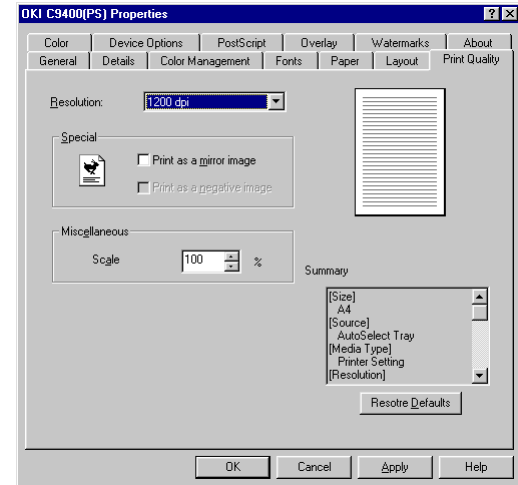 OKI C9400(PS) Properties
Color Device Options PostScript Overlay Watermarks About
General Details Color Management Fonts Paper Layout Print Quality
Resolution: 1200 dpi
Special
Print as a mirror image
Print as a negative image
Miscellaneous
Scale 100 %
Summary
[Size]
A4
[Source]
AutoSelect Tray
[Media Type]
Printer Setting
[Resolution]
Resotre Defaults
OK Cancel Apply Help